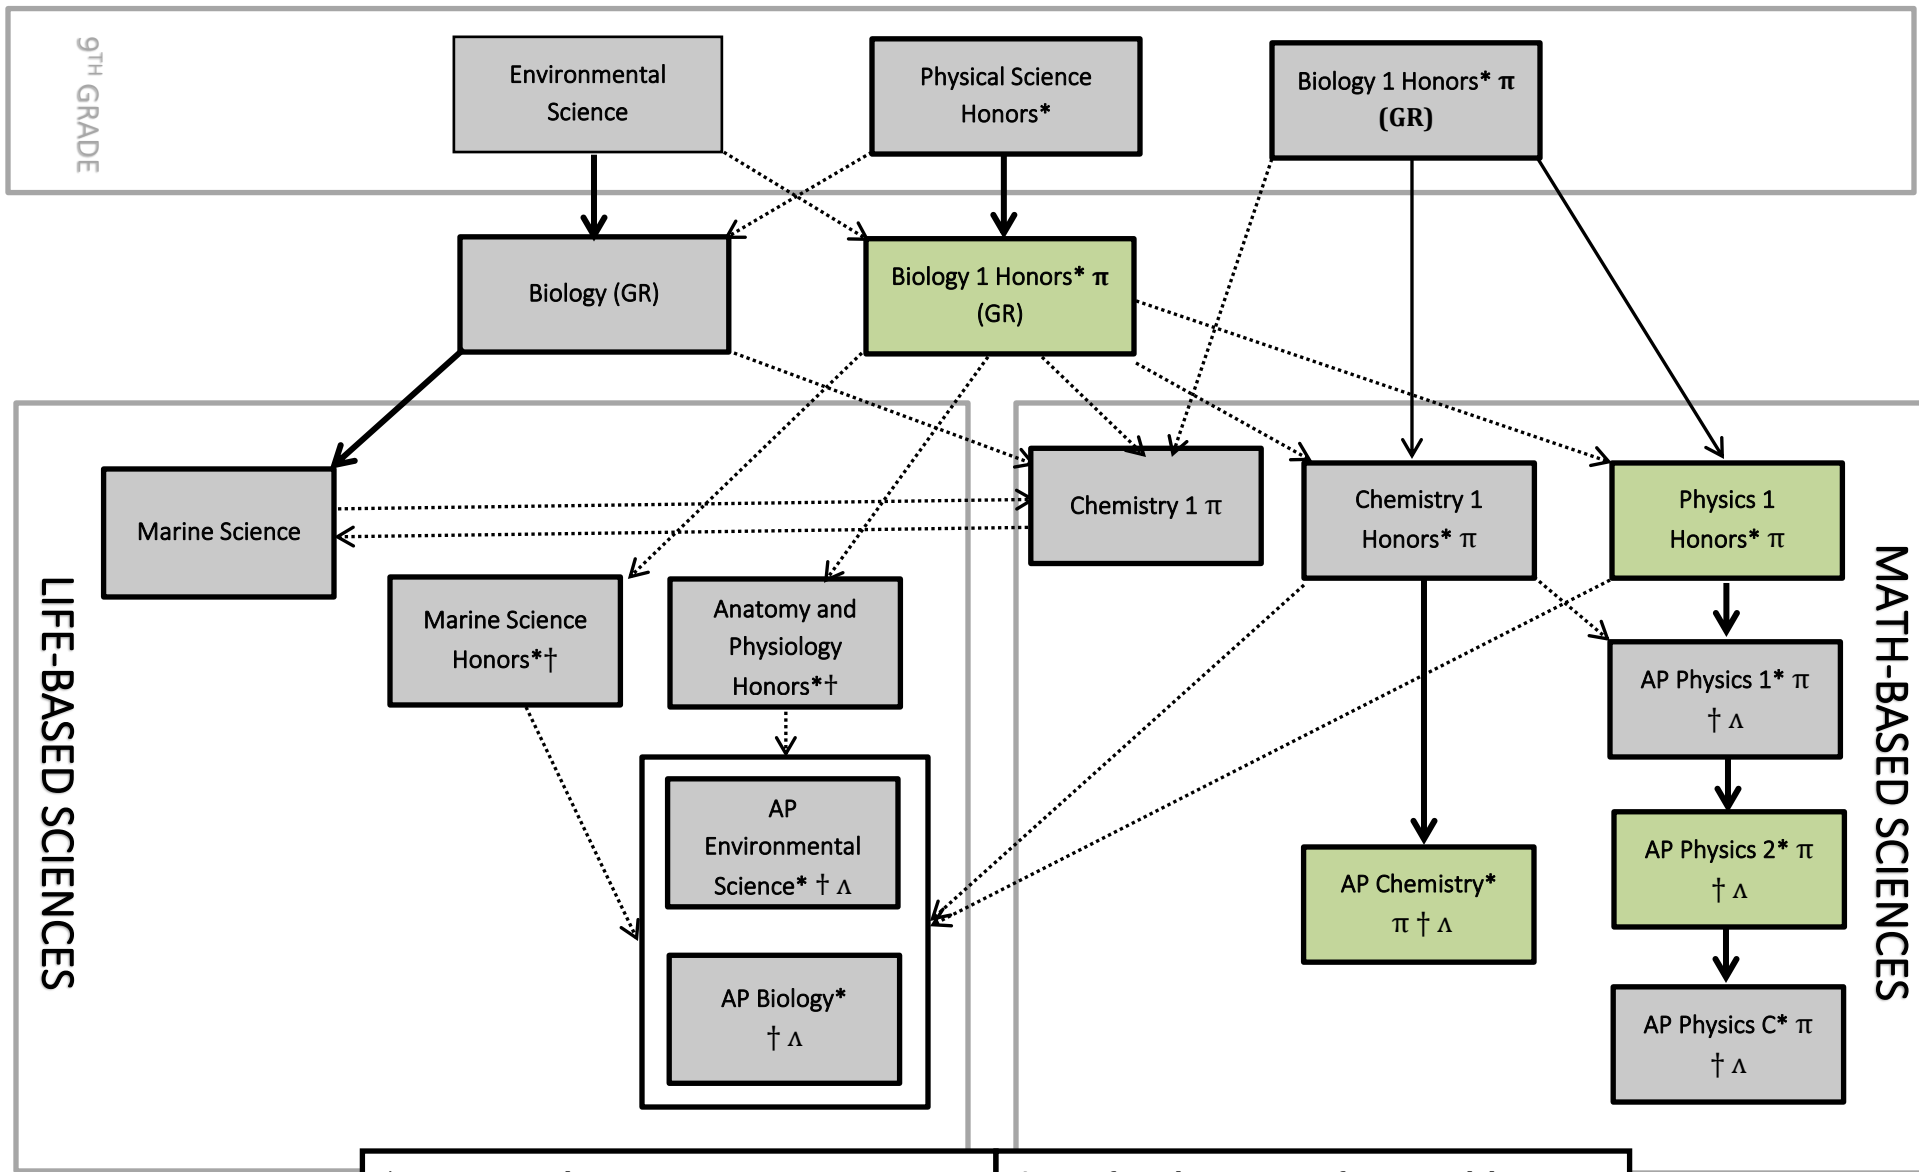 9TH GRADE
Environmental
Science
Physical Science
Honors*
Biology 1 Honors* π
(GR)
Biology (GR)
Biology 1 Honors* π
(GR)
LIFE-BASED SCIENCES
Marine Science
Marine Science
Honors*†
Anatomy and
Physiology
Honors*†
AP
Environmental
Science* † Λ
AP Biology*
† Λ
MATH-BASED SCIENCES
Chemistry 1 π
Chemistry 1
Honors* π
Physics 1
Honors* π
AP Physics 1* π
† Λ
AP Chemistry*
π † Λ
AP Physics 2* π
† Λ
AP Physics C* π
† Λ